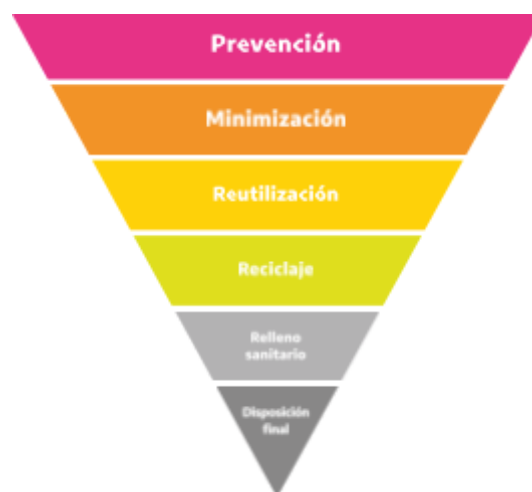 Prevención
Minimización
Reutilización
Reciclaje
Relleno
sanitario
Disposición
final